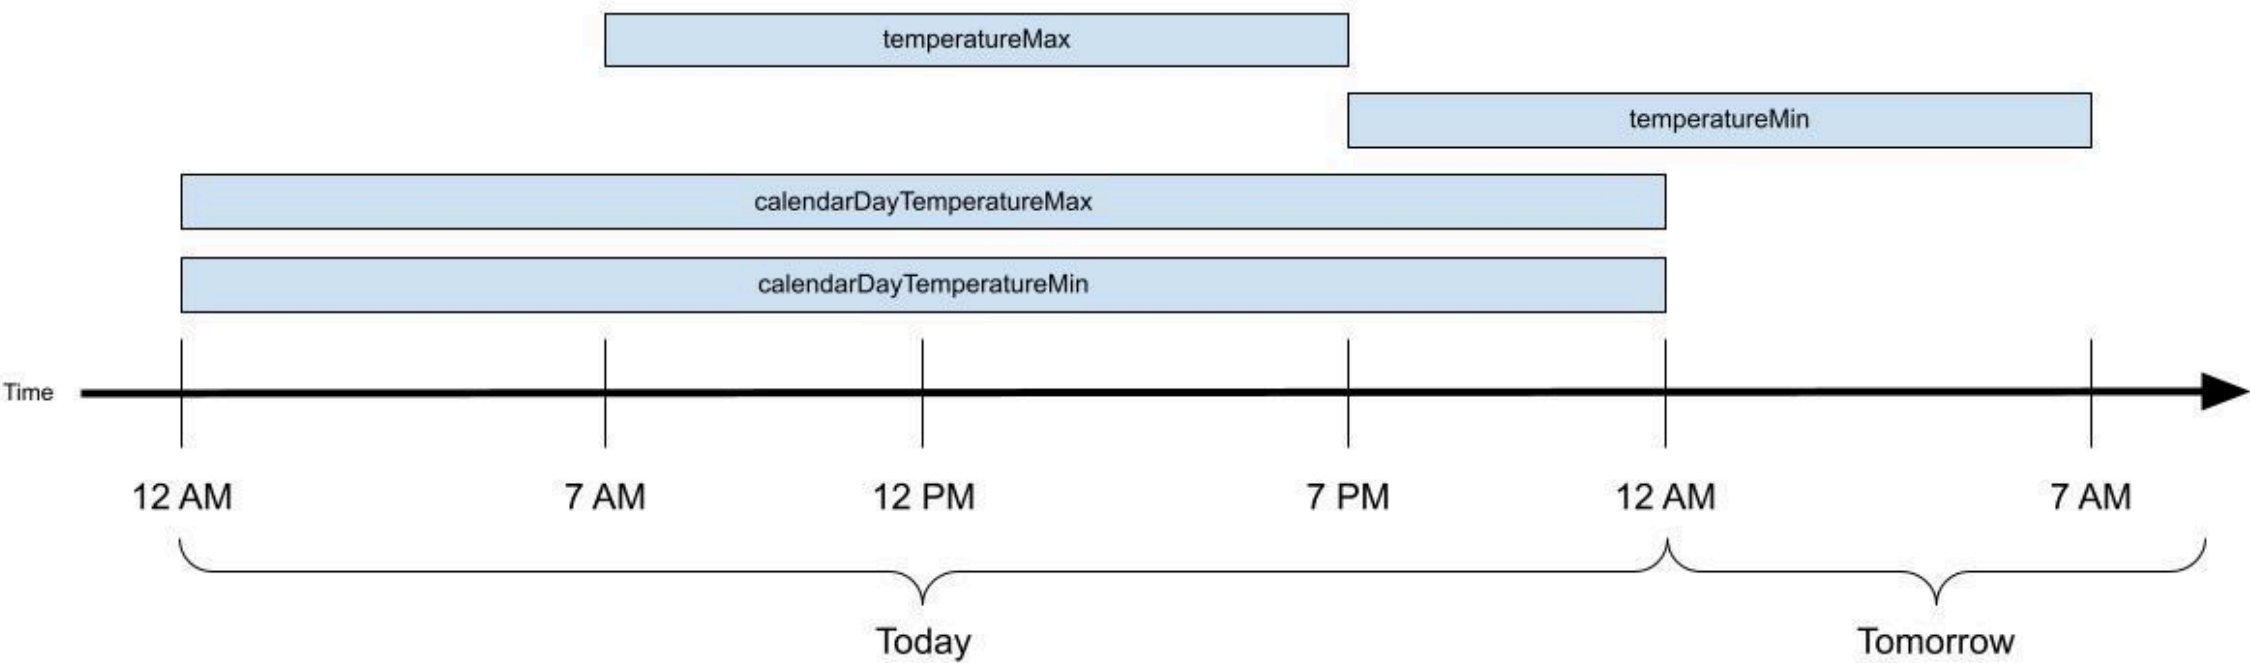 temperatureMax
temperatureMin
calendarDayTemperatureMax
calendarDayTemperatureMin
Time
12 AM
7 AM
12 PM
7 PM
12 AM
7 AM
Today
Tomorrow